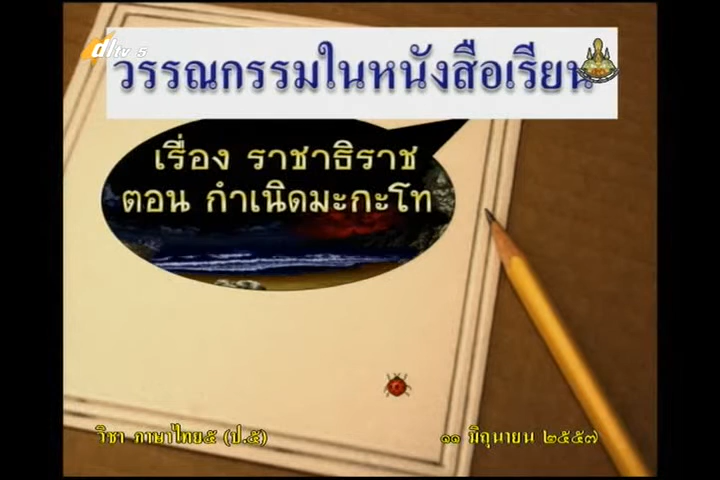 dltv 5
วรรณกรรมในหนังสือเรียน
เรื่อง ราชาธิราช
ตอน กำเนิดมะกะโท
วิชา ภาษาไทย๕ (ป.๕)
๑๑ มิถุนายน ๒๕๕๗